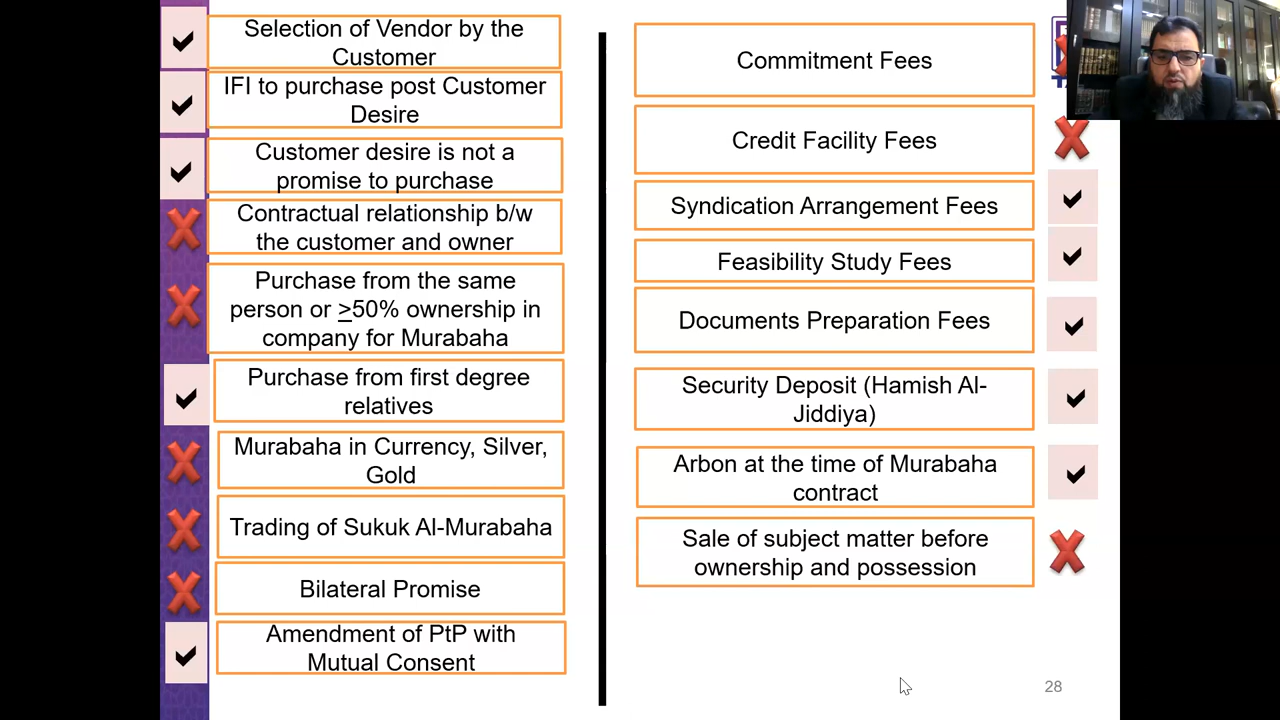 Selection of Vendor by the
Customer
IFI to purchase post Customer
Desire
Customer desire is not a
promise to purchase
Contractual relationship b/w
the customer and owner
Purchase from the same
person or >50% ownership in
company for Murabaha
Purchase from first degree
relatives
Murabaha in Currency, Silver,
Gold
Trading of Sukuk Al-Murabaha
Bilateral Promise
Amendment of PtP with
Mutual Consent
Commitment Fees
Credit Facility Fees
Syndication Arrangement Fees
Feasibility Study Fees
Documents Preparation Fees
Security Deposit (Hamish Al-
Jiddiya)
Arbon at the time of Murabaha
contract
Sale of subject matter before
ownership and possession
28